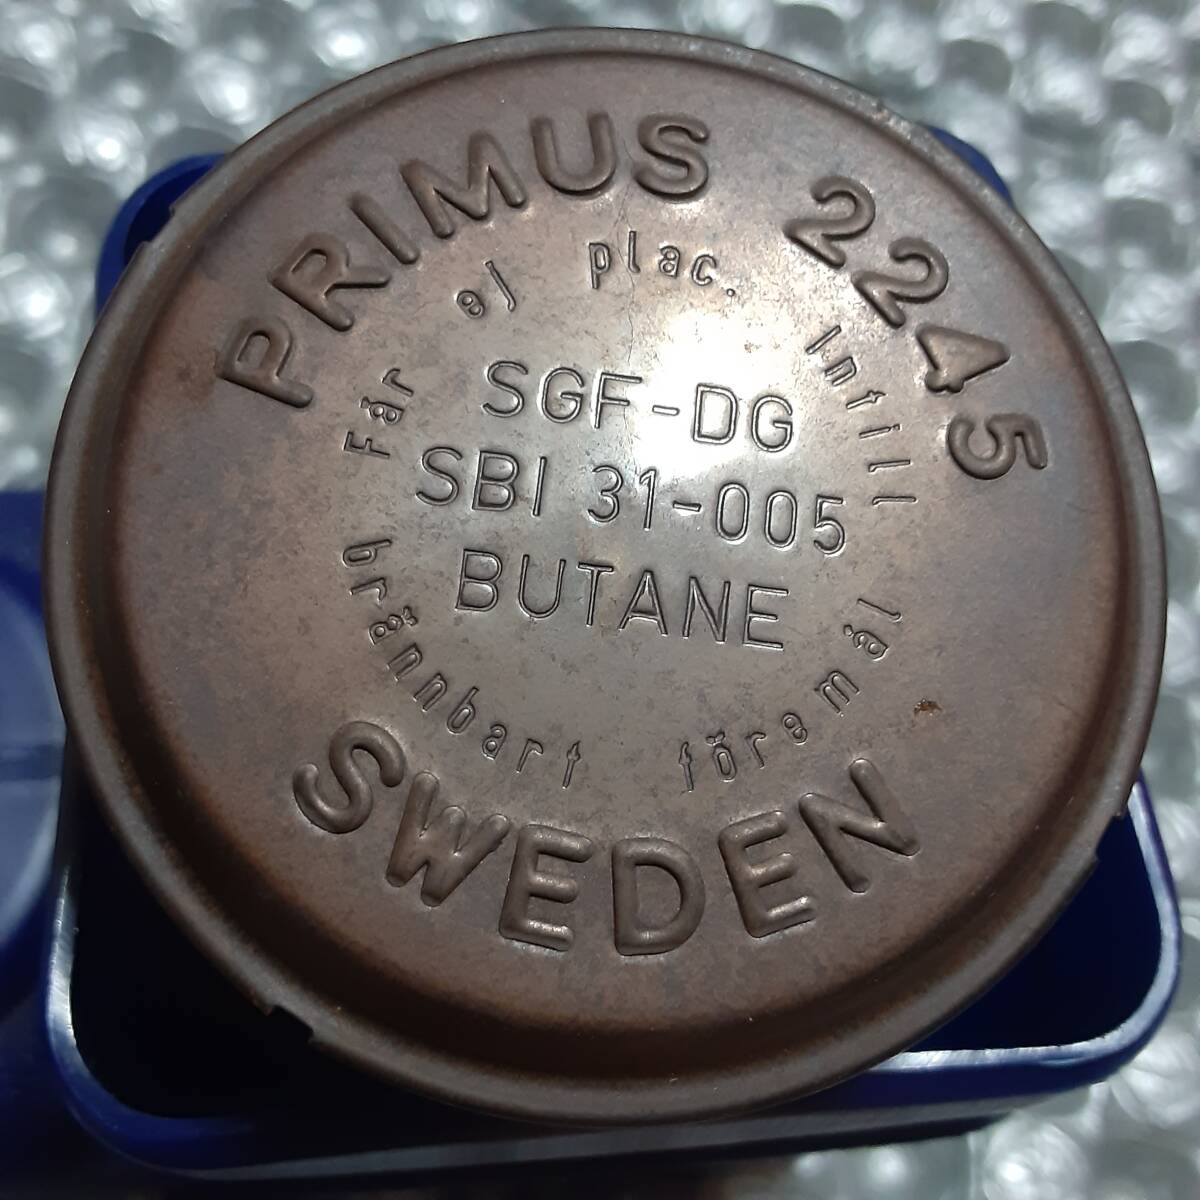 PRIMUS 2245
Får ej plac. intill
SGF-DG
SBI 31-005
BUTANE
brännbart föremål
SWEDEN